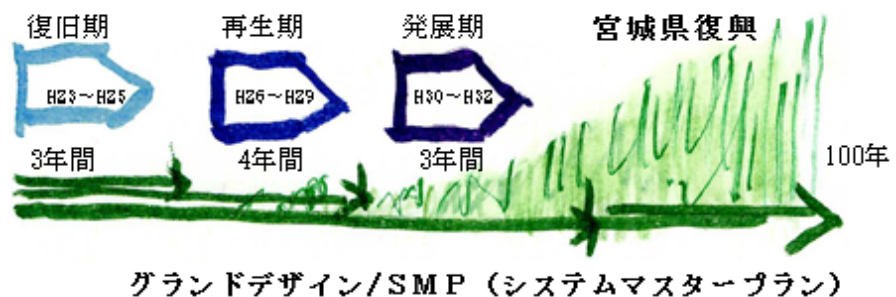 復旧期 再生期 発展期 宮城県復興
H23～H25 H26～H29 H30～H32
3年間 4年間 3年間 100年
グランドデザイン/SMP（システムマスタープラン）